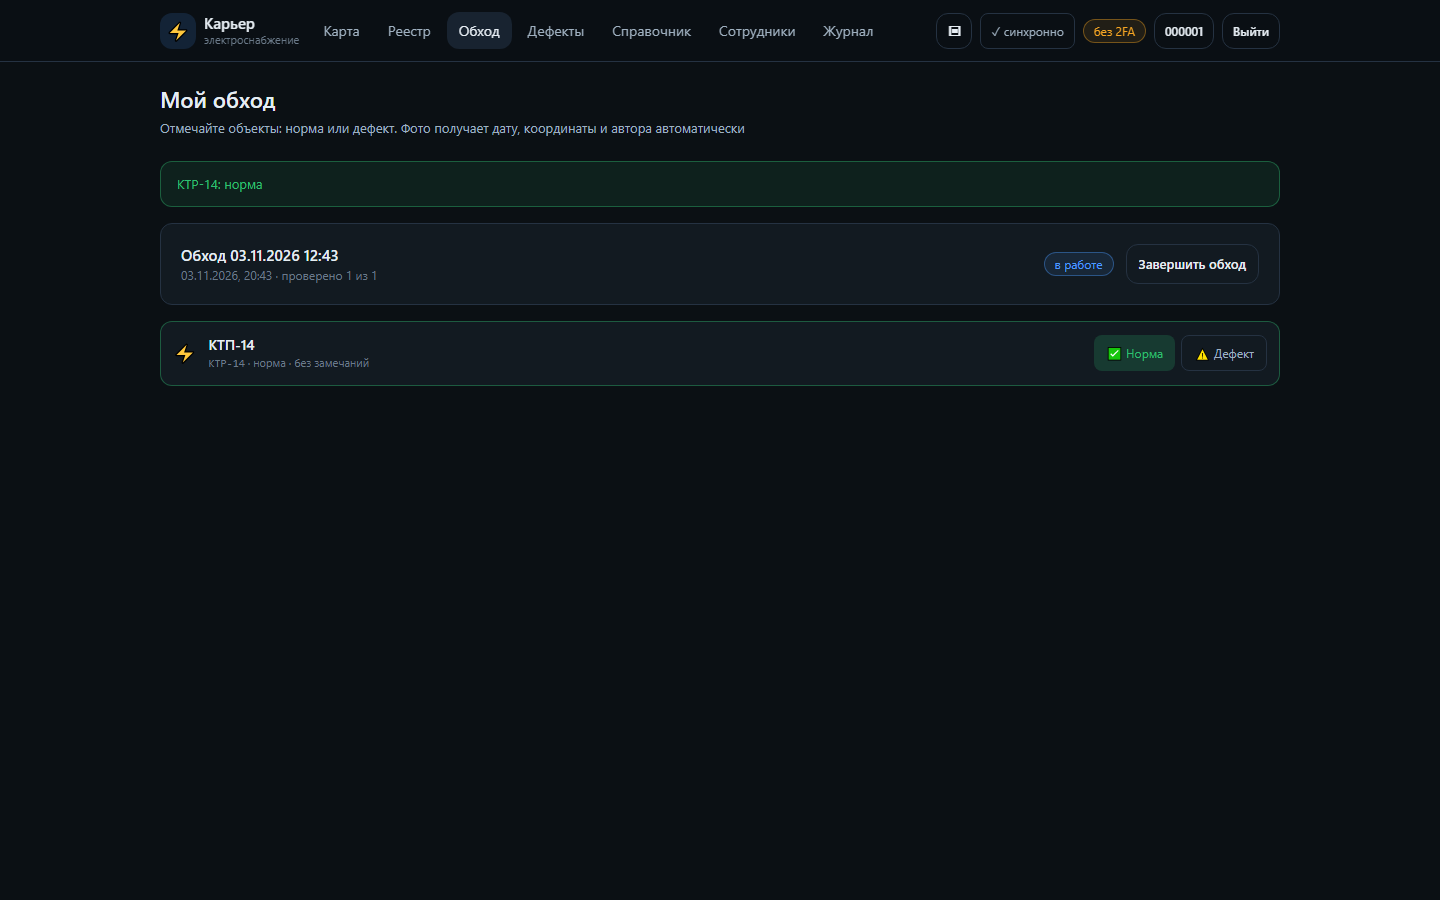 Карьер
электроснабжение
Карта
Реестр
Обход
Дефекты
Справочник
Сотрудники
Журнал
✓ синхронно
без 2FA
000001
Выйти
Мой обход
Отмечайте объекты: норма или дефект. Фото получает дату, координаты и автора автоматически
КТР-14: норма
Обход 03.11.2026 12:43
03.11.2026, 20:43 · проверено 1 из 1
в работе
Завершить обход
КТП-14
КТР-14 · норма · без замечаний
Норма
Дефект